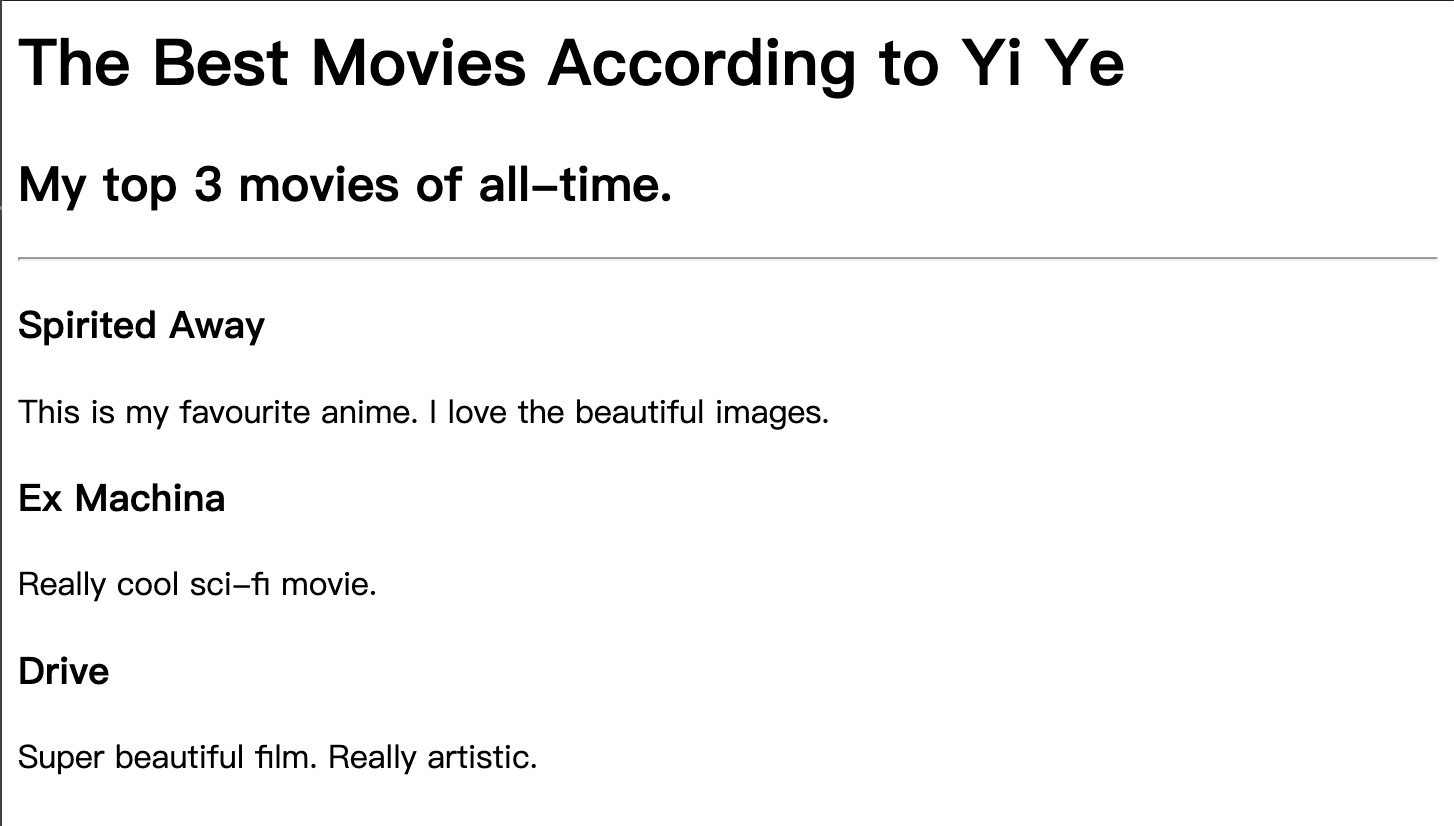 The Best Movies According to Yi Ye
My top 3 movies of all-time.
Spirited Away
This is my favourite anime. I love the beautiful images.
Ex Machina
Really cool sci-fi movie.
Drive
Super beautiful film. Really artistic.